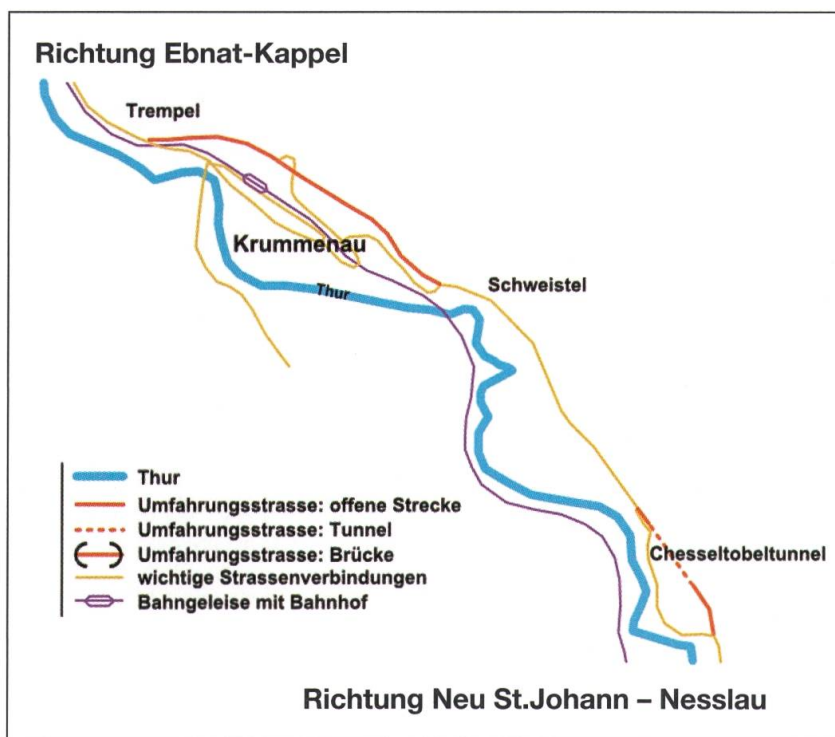 Richtung Ebnat-Kappel
Trempel
Krummenau
Schweistel
Thur
Thur
Umfahrungsstrasse: offene Strecke
Umfahrungsstrasse: Tunnel
Umfahrungsstrasse: Brücke
wichtige Strassenverbindungen
Bahngeleise mit Bahnhof
Chesseltobeltunnel
Richtung Neu St.Johann – Nesslau